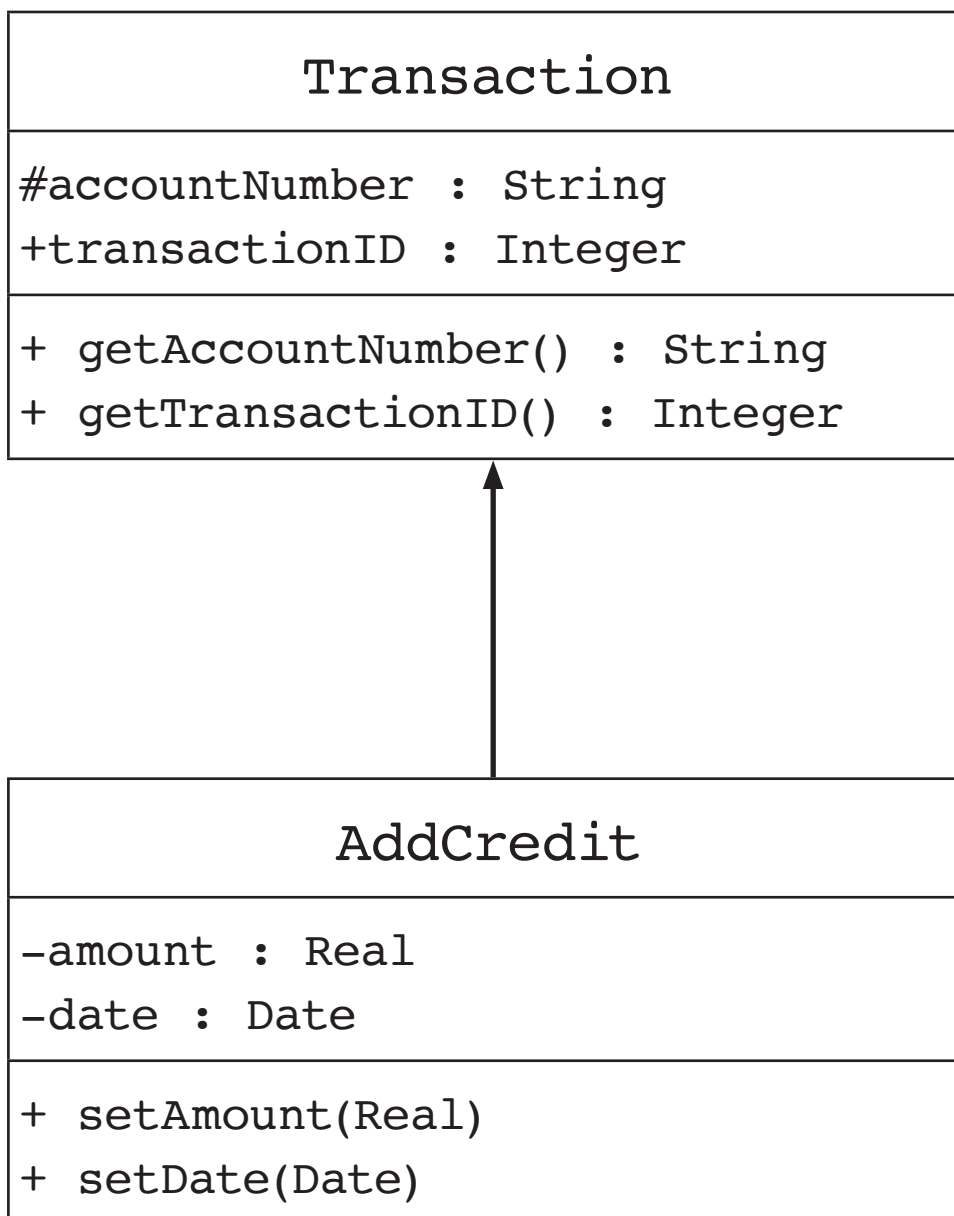 Transaction
#accountNumber : String
+transactionID : Integer
+ getAccountNumber() : String
+ getTransactionID() : Integer
AddCredit
-amount : Real
-date : Date
+ setAmount(Real)
+ setDate(Date)